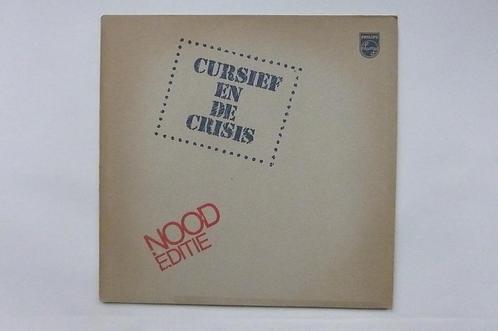 PHILIPS
CURSIEF
EN
DE
CRISIS
NOOD
EDITIE